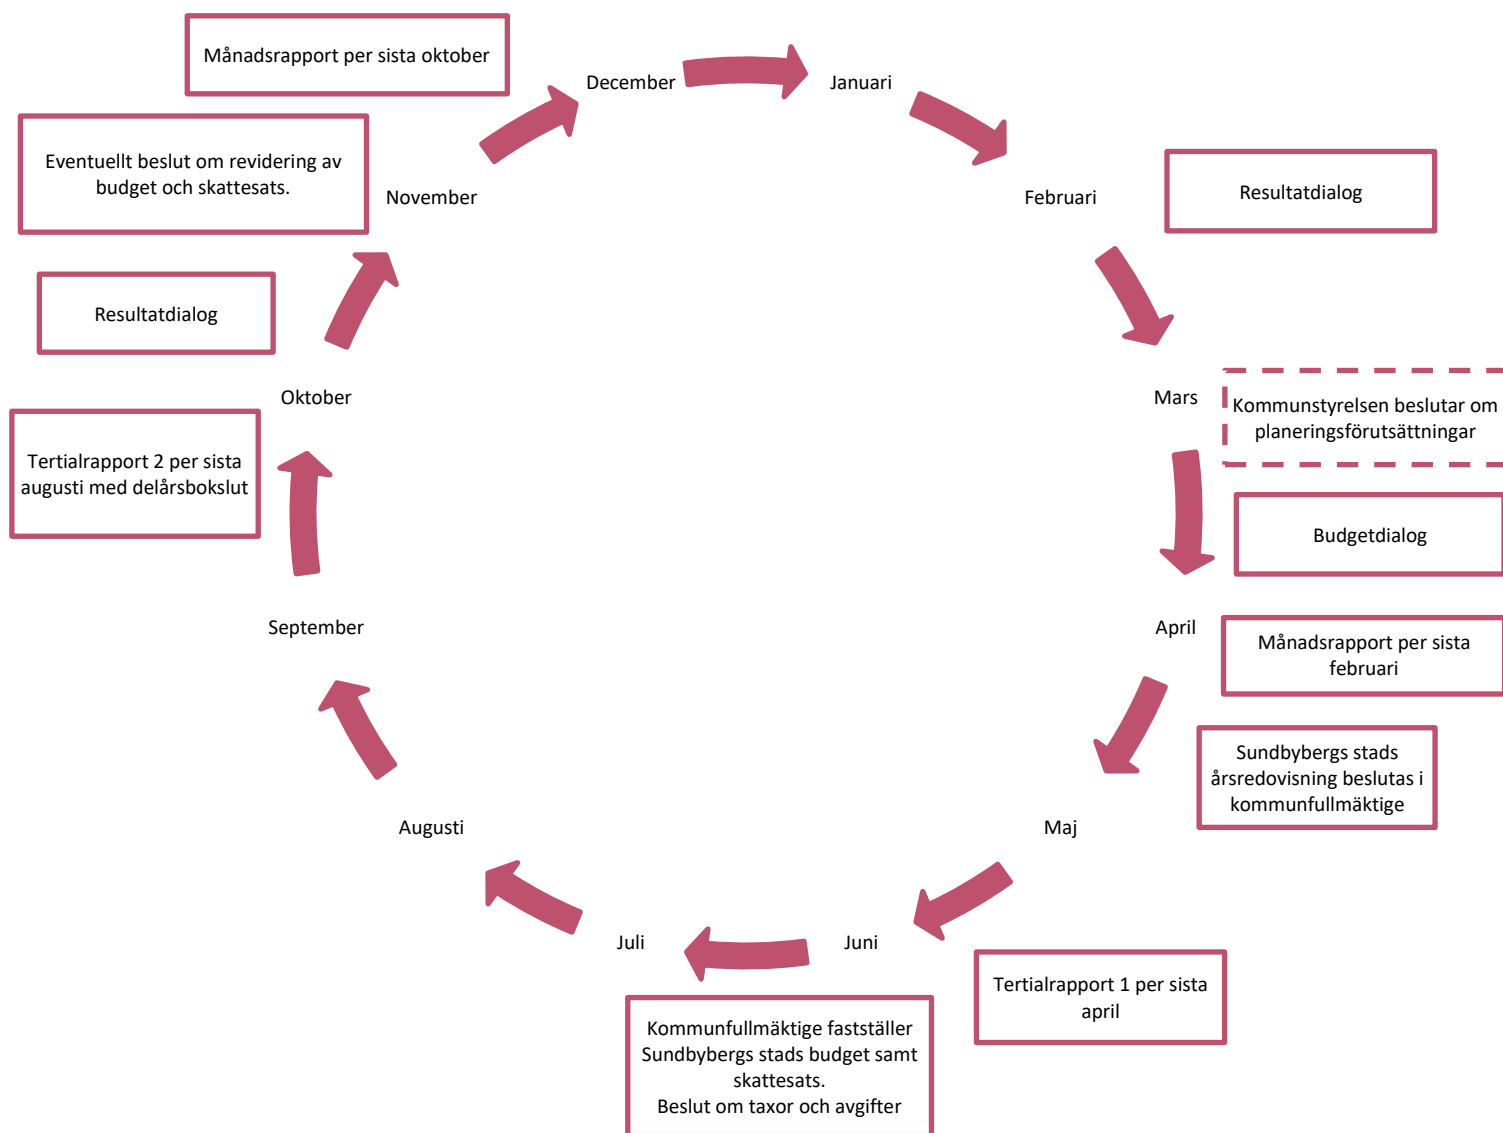 Månadsrapport per sista oktober
December
Januari
Eventuellt beslut om revidering av
budget och skattesats.
November
Februari
Resultatdialog
Resultatdialog
Oktober
Mars
Kommunstyrelsen beslutar om
planeringsförutsättningar
Tertialrapport 2 per sista
augusti med delårsbokslut
Budgetdialog
September
April
Månadsrapport per sista
februari
Sundbybergs stads
årsredovisning beslutas i
kommunfullmäktige
Augusti
Maj
Juli
Juni
Tertialrapport 1 per sista
april
Kommunfullmäktige fastställer
Sundbybergs stads budget samt
skattesats.
Beslut om taxor och avgifter